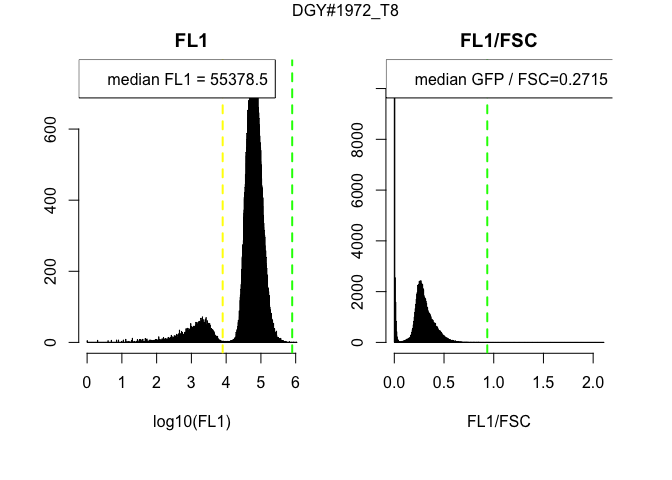 DGY#1972_T8
FL1
median FL1 = 55378.5
0
200
400
600
0 1 2 3 4 5 6
log10(FL1)
FL1/FSC
median GFP / FSC=0.2715
0
2000
4000
6000
8000
0.0 0.5 1.0 1.5 2.0
FL1/FSC